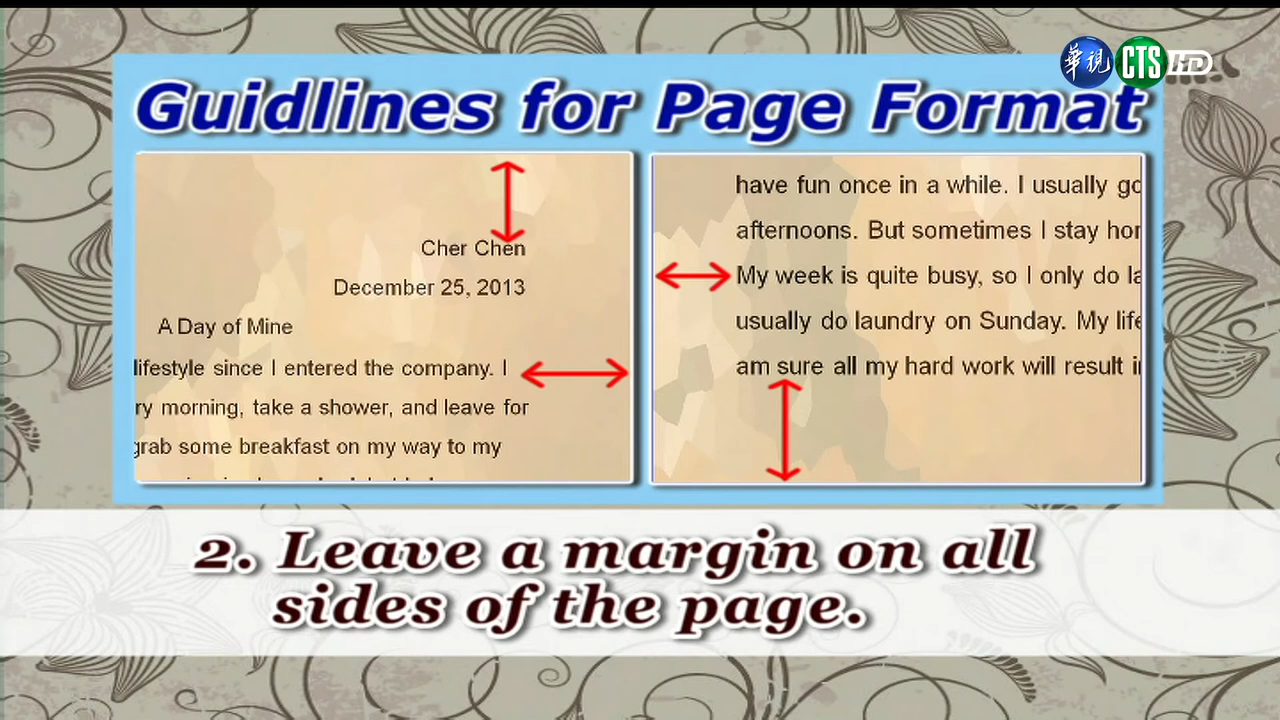 華視 CTS HD
Guidlines for Page Format
Cher Chen
December 25, 2013
A Day of Mine
lifestyle since I entered the company. I
ry morning, take a shower, and leave for
grab some breakfast on my way to my
have fun once in a while. I usually go
afternoons. But sometimes I stay hom
My week is quite busy, so I only do la
usually do laundry on Sunday. My life
am sure all my hard work will result in
2. Leave a margin on all
sides of the page.